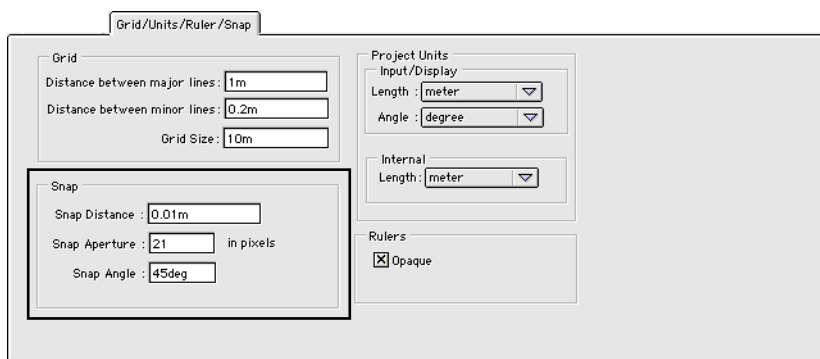 Grid/Units/Ruler/Snap
Grid
Distance between major lines: 1m
Distance between minor lines: 0.2m
Grid Size: 10m
Snap
Snap Distance : 0.01m
Snap Aperture : 21 in pixels
Snap Angle : 45deg
Project Units
Input/Display
Length : meter
Angle : degree
Internal
Length : meter
Rulers
Opaque